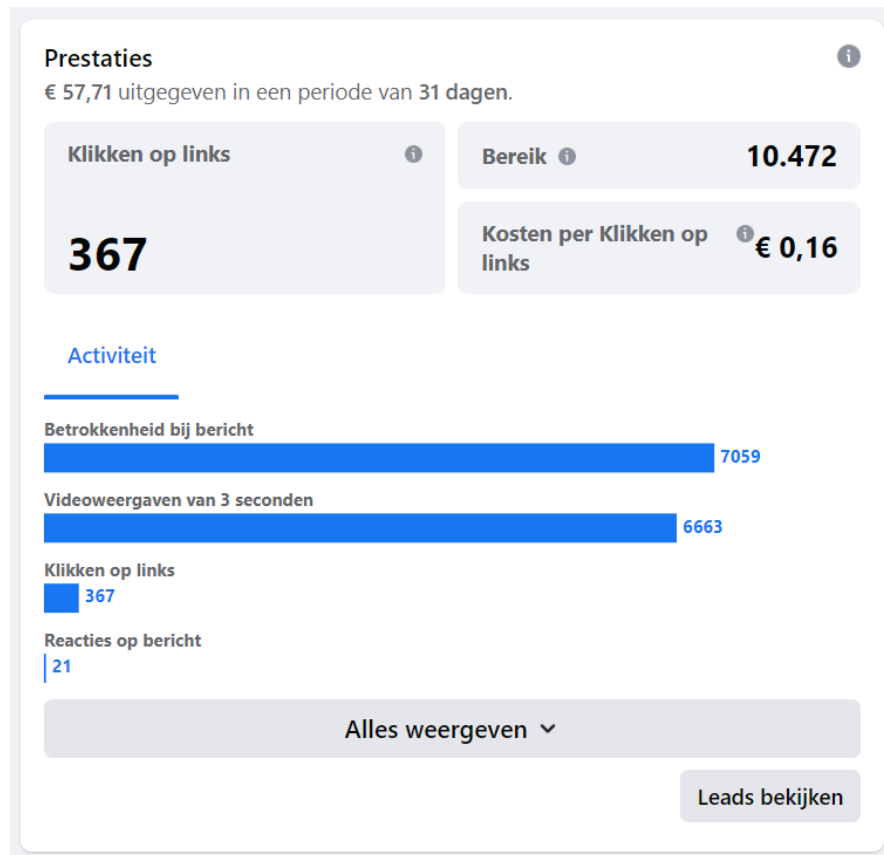 Prestaties
€ 57,71 uitgegeven in een periode van 31 dagen.
Klikken op links
367
Bereik
10.472
Kosten per Klikken op
links
€ 0,16
Activiteit
Betrokkenheid bij bericht
7059
Videoweergaven van 3 seconden
6663
Klikken op links
367
Reacties op bericht
21
Alles weergeven
Leads bekijken